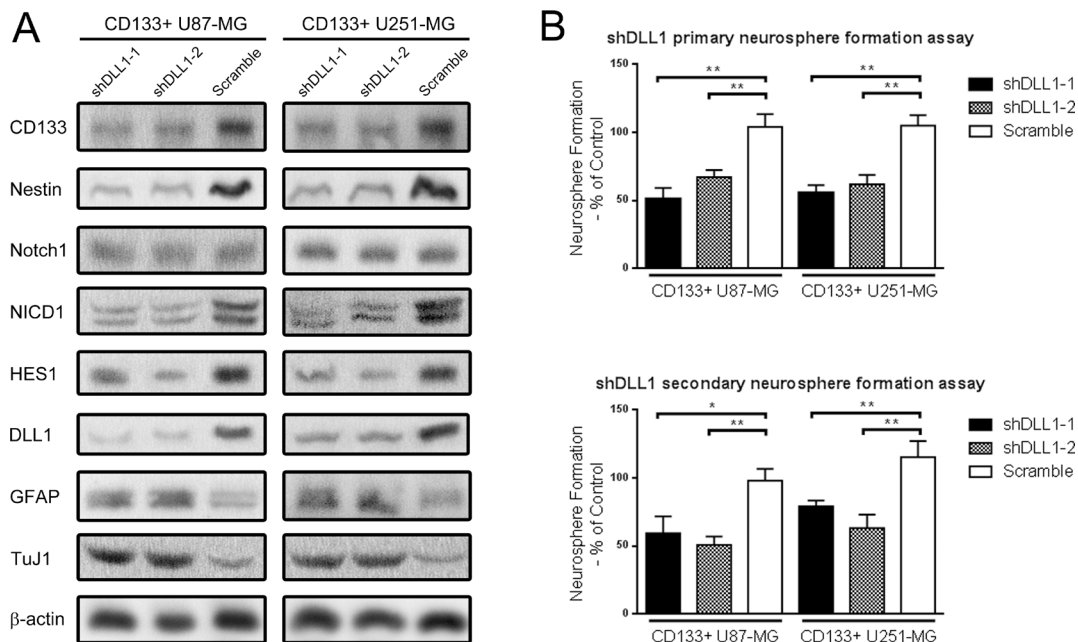 A
CD133+ U87-MG
CD133+ U251-MG
shDLL1-1
shDLL1-2
Scramble
shDLL1-1
shDLL1-2
Scramble
CD133
Nestin
Notch1
NICD1
HES1
DLL1
GFAP
TuJ1
β-actin
B
shDLL1 primary neurosphere formation assay
Neurosphere Formation
- % of Control
150
100
50
0
**
**
**
**
CD133+ U87-MG
CD133+ U251-MG
shDLL1-1
shDLL1-2
Scramble
shDLL1 secondary neurosphere formation assay
Neurosphere Formation
- % of Control
150
100
50
0
*
**
**
**
CD133+ U87-MG
CD133+ U251-MG
shDLL1-1
shDLL1-2
Scramble